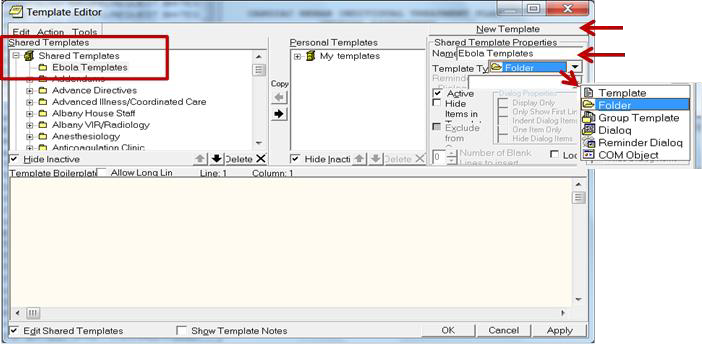 Template Editor
Edit Action Tools
New Template
Shared Templates
Personal Templates
Shared Template Properties
Shared Templates
My templates
Name Ebola Templates
Ebola Templates
Template Ty Folder
Addendums
Reminder
Dialog
Advance Directives
Copy
Active
Dialog Properties
Template
Advanced Illness/Coordinated Care
Hide
Items in
Display Only
Folder
Albany House Staff
Only Show First Lin
Group Template
Albany VIR/Radiology
Exclude
from
Indent Dialog Items
Dialog
Anesthesiology
One Item Only
Reminder Dialog
Anticoagulation Clinic
Hide Dialog Items
COM Object
Hide Inactive
Delete
Hide Inacti
Delete
0
Number of Blank
Lines to insert
Loc
Template Boilerplat
Allow Long Lin
Line: 1
Column: 1
Edit Shared Templates
Show Template Notes
OK
Cancel
Apply